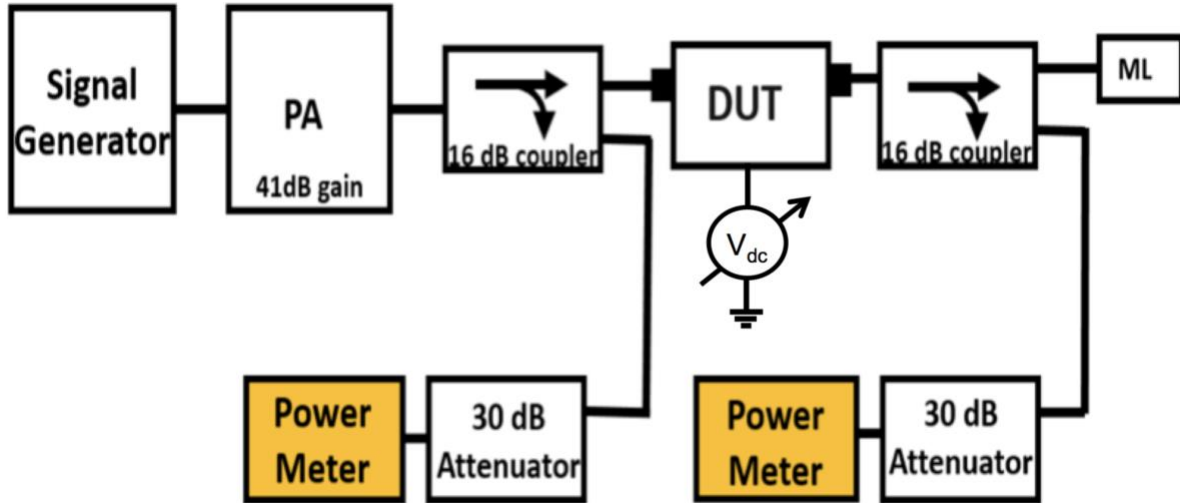 Signal
Generator
PA
41dB gain
16 dB coupler
DUT
16 dB coupler
ML
Vdc
Power
Meter
30 dB
Attenuator
Power
Meter
30 dB
Attenuator